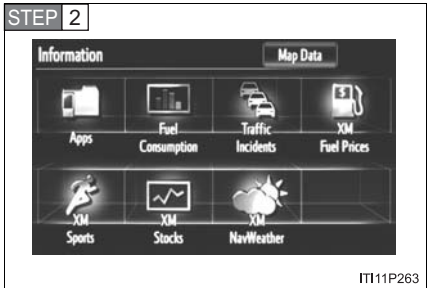 STEP 2
Information Map Data
Apps
Fuel
Consumption
Traffic
Incidents
XM
Fuel Prices
XM
Sports
XM
Stocks
XM
NavWeather
ITI11P263